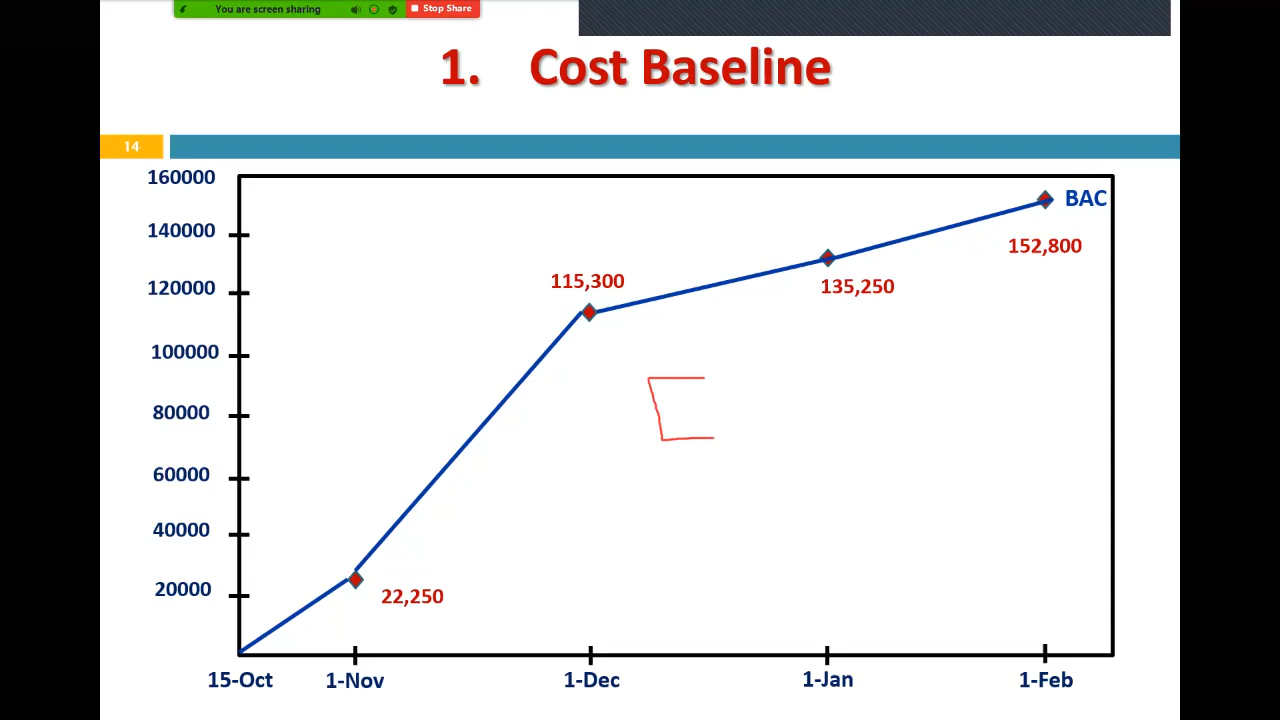 You are screen sharing
Stop Share
1. Cost Baseline
14
160000
140000
120000
100000
80000
60000
40000
20000
BAC
152,800
115,300
135,250
22,250
15-Oct
1-Nov
1-Dec
1-Jan
1-Feb